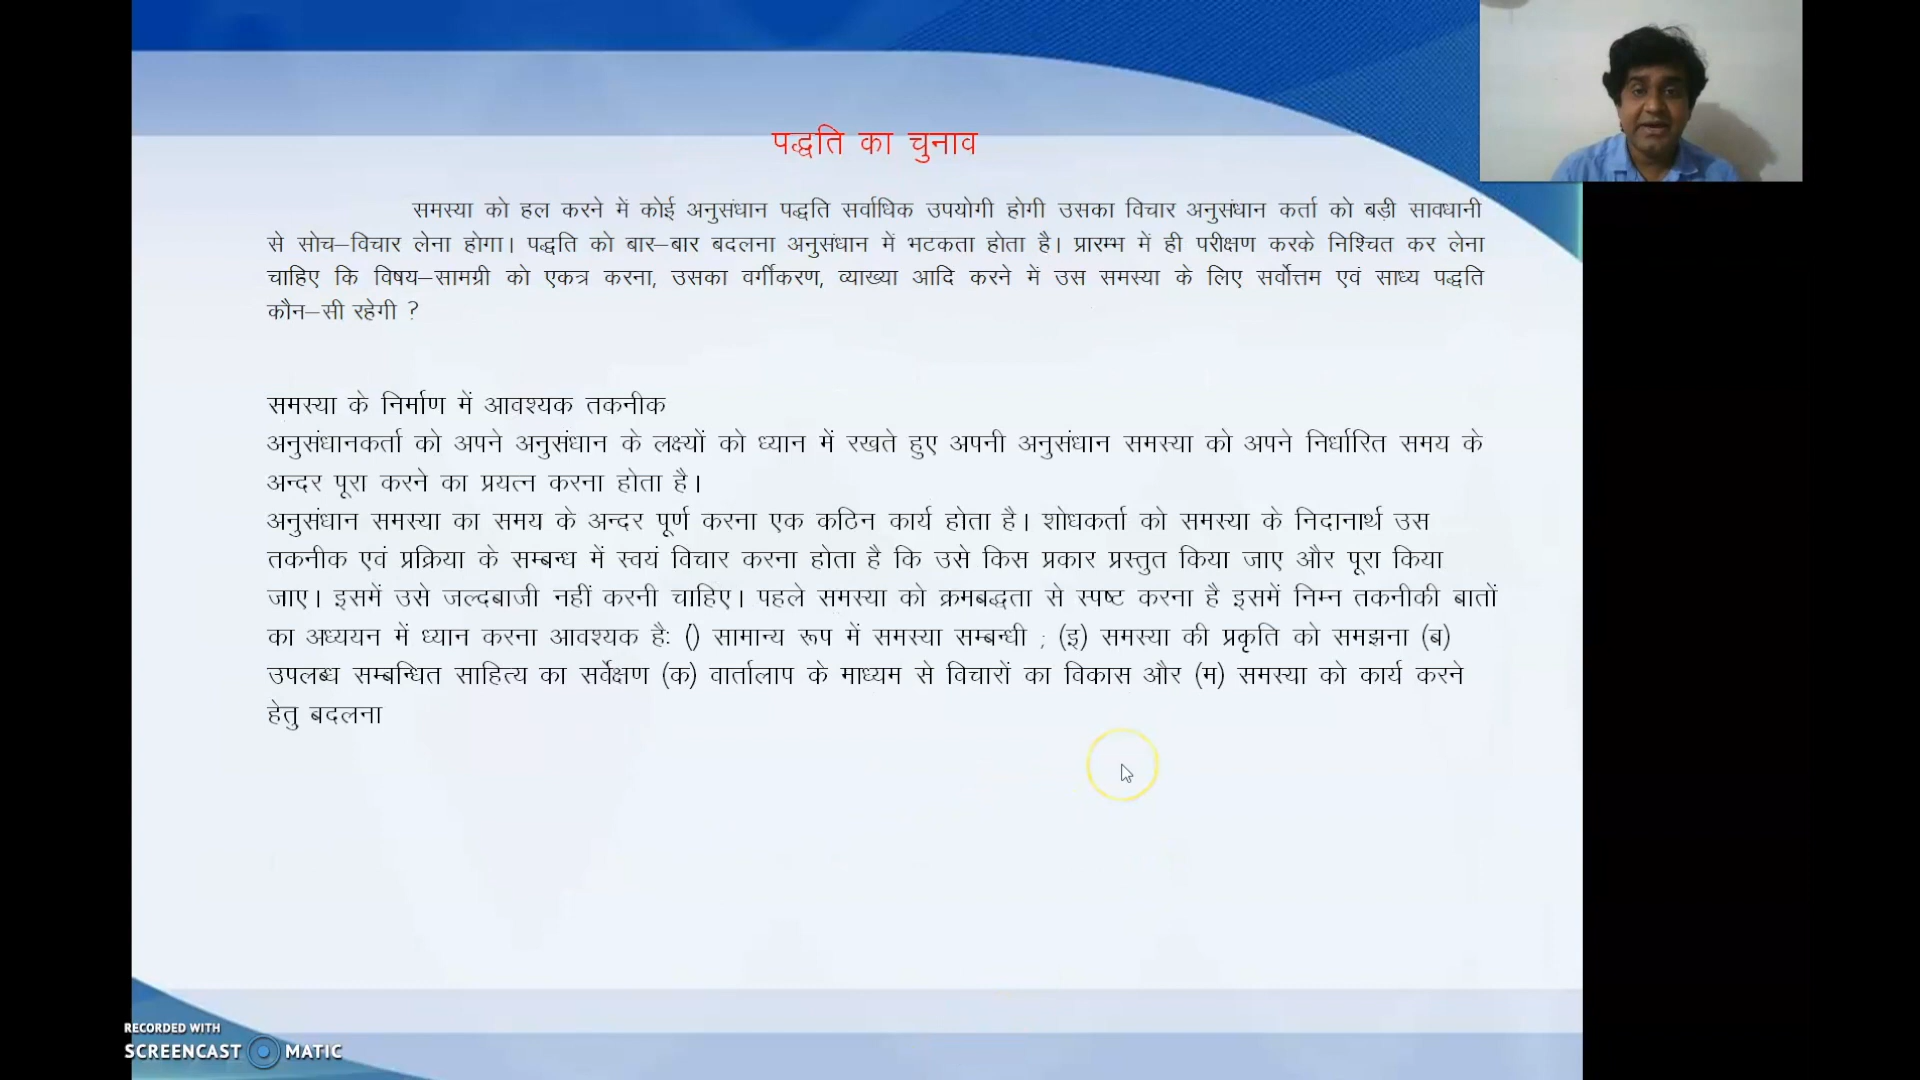 पद्धति का चुनाव
समस्या को हल करने में कोई अनुसंधान पद्धति सर्वाधिक उपयोगी होगी उसका विचार अनुसंधान कर्ता को बड़ी सावधानी
से सोच–विचार लेना होगा। पद्धति को बार–बार बदलना अनुसंधान में भटकता होता है। प्रारम्भ में ही परीक्षण करके निश्चित कर लेना
चाहिए कि विषय–सामग्री को एकत्र करना, उसका वर्गीकरण, व्याख्या आदि करने में उस समस्या के लिए सर्वोत्तम एवं साध्य पद्धति
कौन–सी रहेगी ?
समस्या के निर्माण में आवश्यक तकनीक
अनुसंधानकर्ता को अपने अनुसंधान के लक्ष्यों को ध्यान में रखते हुए अपनी अनुसंधान समस्या को अपने निर्धारित समय के
अन्दर पूरा करने का प्रयत्न करना होता है।
अनुसंधान समस्या का समय के अन्दर पूर्ण करना एक कठिन कार्य होता है। शोधकर्ता को समस्या के निदानार्थ उस
तकनीक एवं प्रक्रिया के सम्बन्ध में स्वयं विचार करना होता है कि उसे किस प्रकार प्रस्तुत किया जाए और पूरा किया
जाए। इसमें उसे जल्दबाजी नहीं करनी चाहिए। पहले समस्या को क्रमबद्धता से स्पष्ट करना है इसमें निम्न तकनीकी बातों
का अध्ययन में ध्यान करना आवश्यक है: () सामान्य रूप में समस्या सम्बन्धी ; (इ) समस्या की प्रकृति को समझना (ब)
उपलब्ध सम्बन्धित साहित्य का सर्वेक्षण (क) वार्तालाप के माध्यम से विचारों का विकास और (म) समस्या को कार्य करने
हेतु बदलना
RECORDED WITH
SCREENCAST MATIC